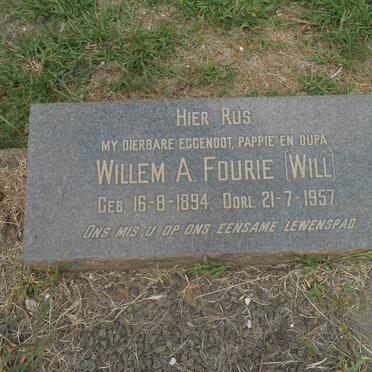 HIER RUS
MY DIERBARE EGGENOOT, PAPPIE EN OUPA
WILLEM A. FOURIE (WILL)
GEB. 16-8-1894. OORL. 21-7-1957.
ONS MIS U OP ONS EENSAME LEWENSPAD.